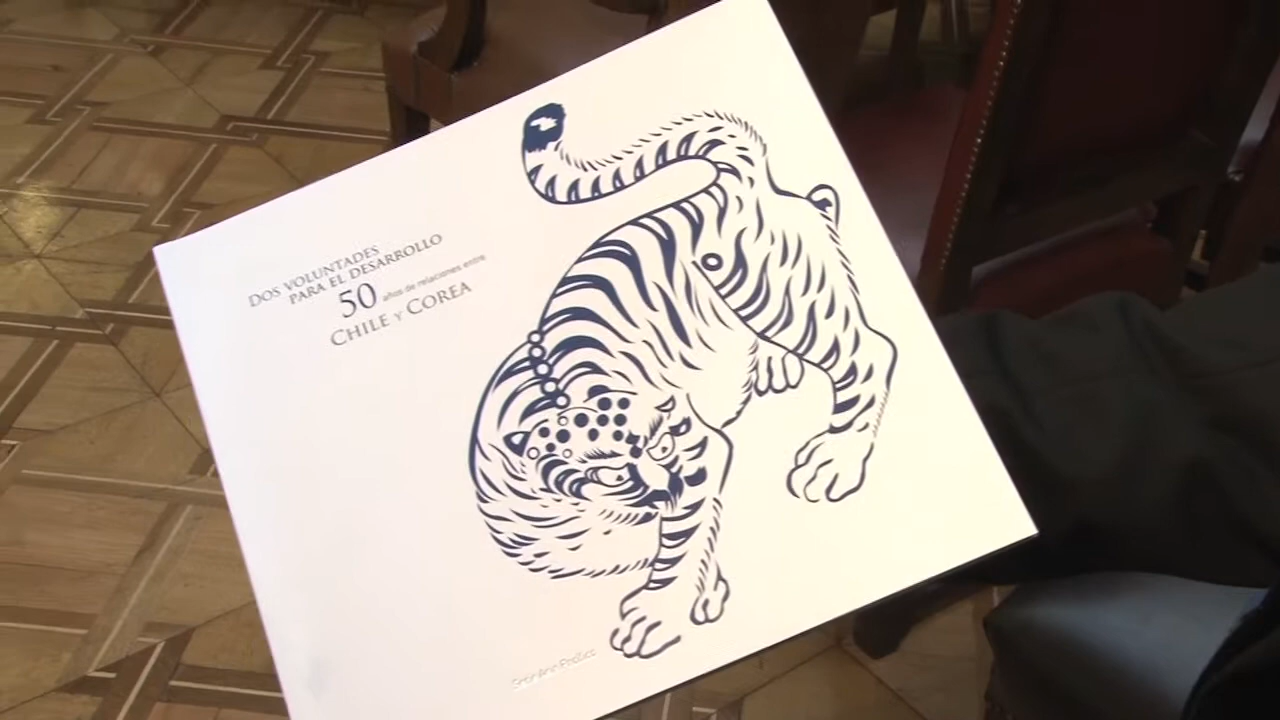 DOS VOLUNTADES
PARA EL DESARROLLO
50 años de relaciones entre
CHILE Y COREA